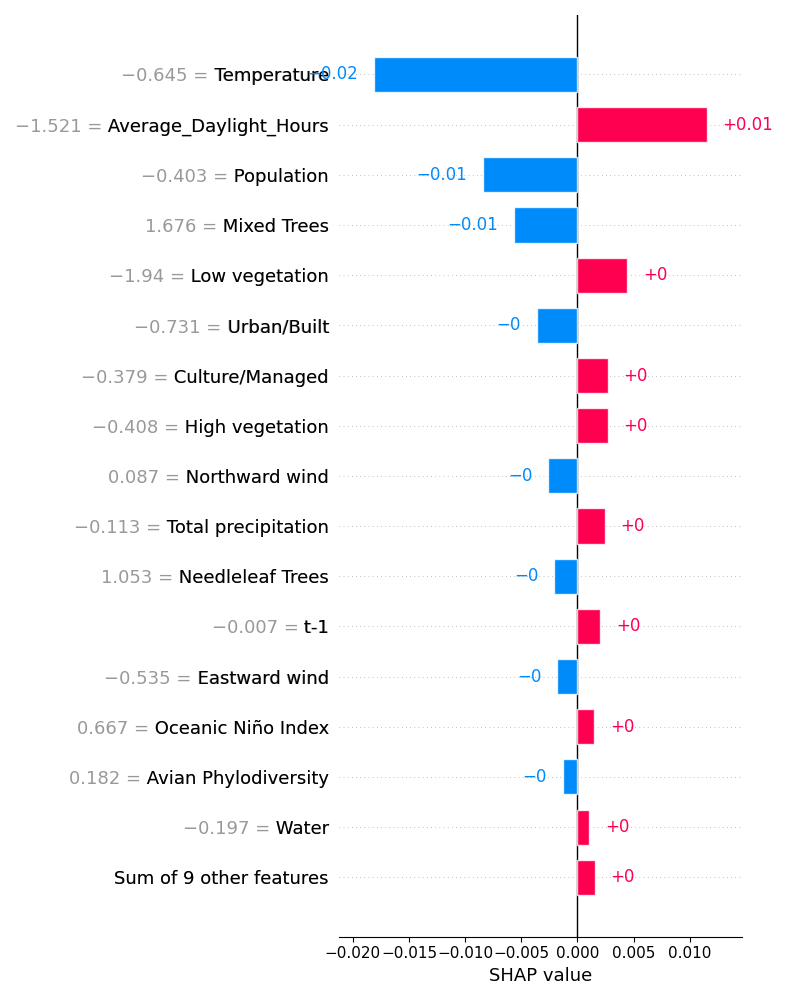 −0.645 = Temperature −0.02
−1.521 = Average_Daylight_Hours +0.01
−0.403 = Population −0.01
1.676 = Mixed Trees −0.01
−1.94 = Low vegetation +0
−0.731 = Urban/Built −0
−0.379 = Culture/Managed +0
−0.408 = High vegetation +0
0.087 = Northward wind −0
−0.113 = Total precipitation +0
1.053 = Needleleaf Trees −0
−0.007 = t-1 +0
−0.535 = Eastward wind −0
0.667 = Oceanic Niño Index +0
0.182 = Avian Phylodiversity −0
−0.197 = Water +0
Sum of 9 other features +0
−0.020 −0.015 −0.010 −0.005 0.000 0.005 0.010
SHAP value